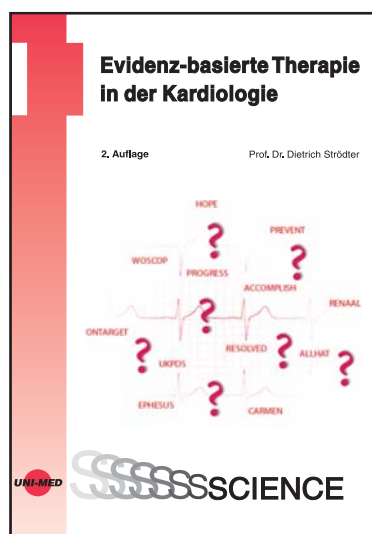 Evidenz-basierte Therapie
in der Kardiologie
2. Auflage Prof. Dr. Dietrich Strödter
HOPE
?
PREVENT
?
WOSCOP
PROGRESS
ACCOMPLISH
?
RENAAL
ONTARGET
?
RESOLVED
?
ALLHAT
?
UKPDS
?
EPHESUS
CARMEN
UNI-MED
SSSSSSSCIENCE